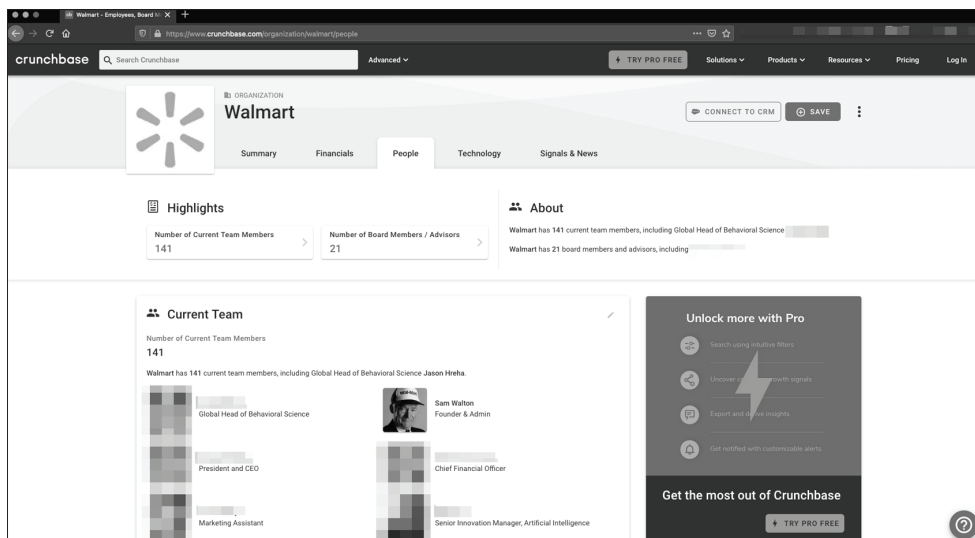 Walmart - Employees, Board M
https://www.crunchbase.com/organization/walmart/people
crunchbase
Search Crunchbase
Advanced
TRY PRO FREE
Solutions
Products
Resources
Pricing
Log In
ORGANIZATION
Walmart
CONNECT TO CRM
SAVE
Summary
Financials
People
Technology
Signals & News
Highlights
Number of Current Team Members
141
Number of Board Members / Advisors
21
About
Walmart has 141 current team members, including Global Head of Behavioral Science
Walmart has 21 board members and advisors, including
Current Team
Number of Current Team Members
141
Walmart has 141 current team members, including Global Head of Behavioral Science Jason Hreha.
Global Head of Behavioral Science
Sam Walton
Founder & Admin
President and CEO
Chief Financial Officer
Marketing Assistant
Senior Innovation Manager, Artificial Intelligence
Unlock more with Pro
Search using intuitive filters
Uncover growth signals
Export and insights
Get notified with customizable alerts
Get the most out of Crunchbase
TRY PRO FREE